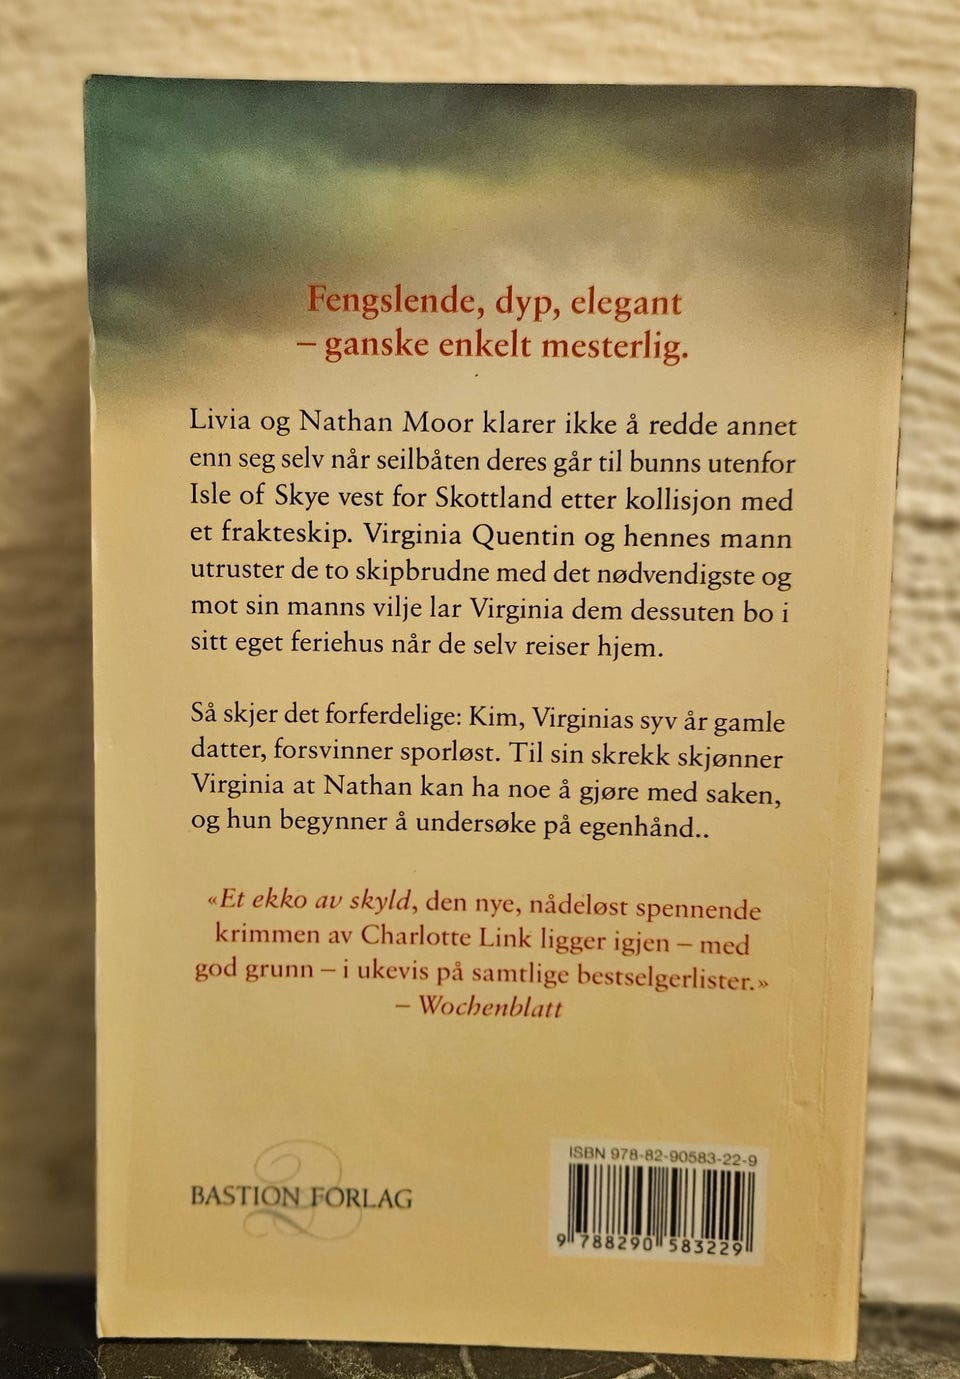 Fengslende, dyp, elegant
– ganske enkelt mesterlig.
Livia og Nathan Moor klarer ikke å redde annet
enn seg selv når seilbåten deres går til bunns utenfor
Isle of Skye vest for Skottland etter kollisjon med
et frakteskip. Virginia Quentin og hennes mann
utruster de to skipbrudne med det nødvendigste og
mot sin manns vilje lar Virginia dem dessuten bo i
sitt eget feriehus når de selv reiser hjem.
Så skjer det forferdelige: Kim, Virginias syv år gamle
datter, forsvinner sporløst. Til sin skrekk skjønner
Virginia at Nathan kan ha noe å gjøre med saken,
og hun begynner å undersøke på egenhånd..
«Et ekko av skyld, den nye, nådeløst spennende
krimmen av Charlotte Link ligger igjen – med
god grunn – i ukevis på samtlige bestselgerlister.»
– Wochenblatt
BASTION FORLAG
ISBN 978-82-90583-22-9
9 788290 583229